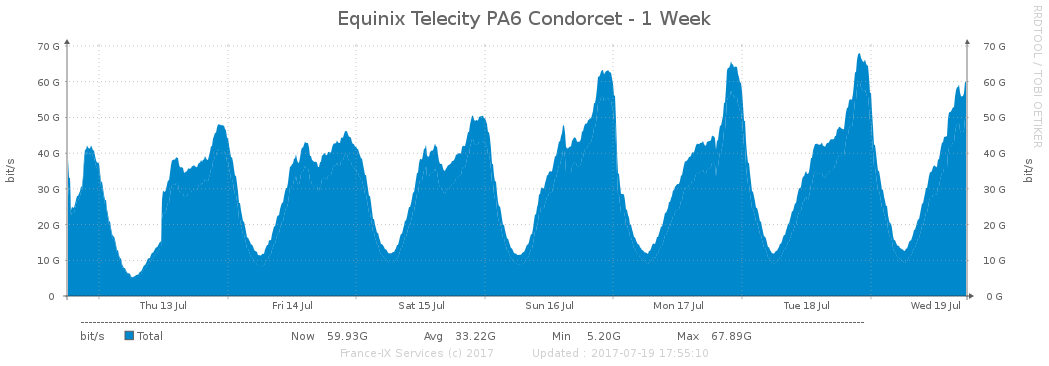 Equinix Telecity PA6 Condorcet - 1 Week
RRDTOOL / TOBI OETIKER
70 G 70 G
60 G 60 G
50 G 50 G
40 G 40 G
30 G 30 G
20 G 20 G
10 G 10 G
0 0 G
bit/s
bit/s
Thu 13 Jul Fri 14 Jul Sat 15 Jul Sun 16 Jul Mon 17 Jul Tue 18 Jul Wed 19 Jul
bit/s Total Now 59.93G Avg 33.22G Min 5.20G Max 67.89G
France-IX Services (c) 2017 Updated : 2017-07-19 17:55:10